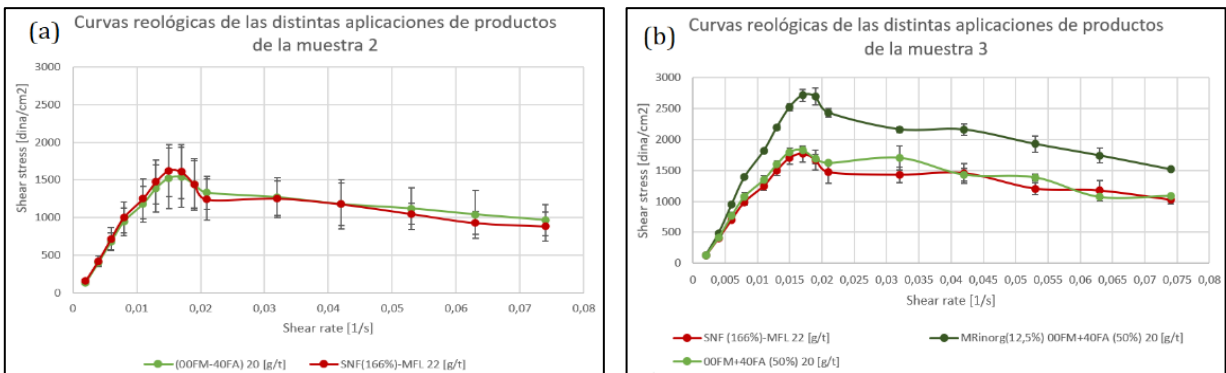 (a)
Curvas reológicas de las distintas aplicaciones de productos
de la muestra 2
Shear stress [dina/cm2]
3000
2500
2000
1500
1000
500
0
0
0,01
0,02
0,03
0,04
0,05
0,06
0,07
0,08
Shear rate [1/s]
(00FM-40FA) 20 [g/t]
SNF(166%)-MFL 22 [g/t]
(b)
Curvas reológicas de las distintas aplicaciones de productos
de la muestra 3
Shear stress [dina/cm2]
3000
2500
2000
1500
1000
500
0
0
0,005
0,01
0,015
0,02
0,025
0,03
0,035
0,04
0,045
0,05
0,055
0,06
0,065
0,07
0,075
Shear rate [1/s]
SNF (166%)-MFL 22 [g/t]
MRinorg(12,5%) 00FM+40FA (50%) 20 [g/t]
00FM+40FA (50%) 20 [g/t]